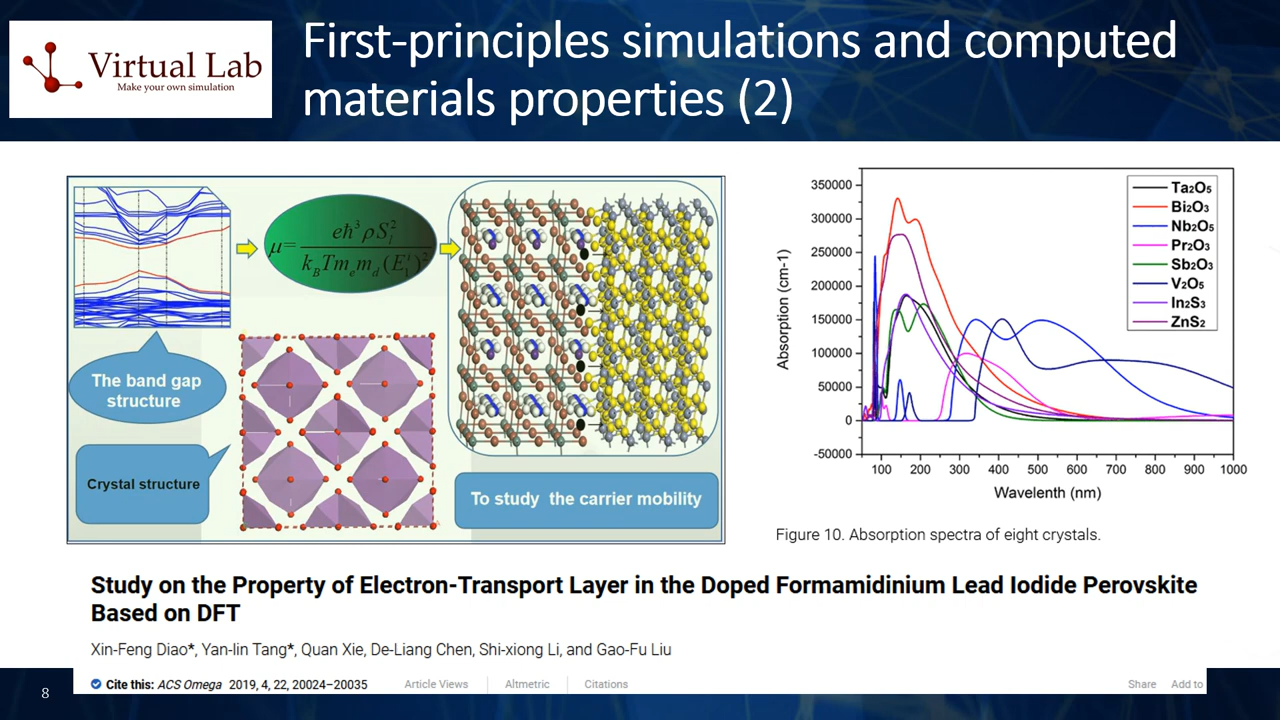 Virtual Lab
Make your own simulation
First-principles simulations and computed
materials properties (2)
μ= eħ³ρS_i² / k_BTm_em_d(E_1^i)²
The band gap
structure
Crystal structure
To study the carrier mobility
Absorption (cm-1)
350000
300000
250000
200000
150000
100000
50000
0
-50000
100 200 300 400 500 600 700 800 900 1000
Wavelenth (nm)
Ta₂O₅
Bi₂O₃
Nb₂O₅
Pr₂O₃
Sb₂O₃
V₂O₅
In₂S₃
ZnS₂
Figure 10. Absorption spectra of eight crystals.
Study on the Property of Electron-Transport Layer in the Doped Formamidinium Lead Iodide Perovskite
Based on DFT
Xin-Feng Diao*, Yan-lin Tang*, Quan Xie, De-Liang Chen, Shi-xiong Li, and Gao-Fu Liu
Cite this: ACS Omega 2019, 4, 22, 20024–20035
Article Views
Altmetric
Citations
Share
Add to
8